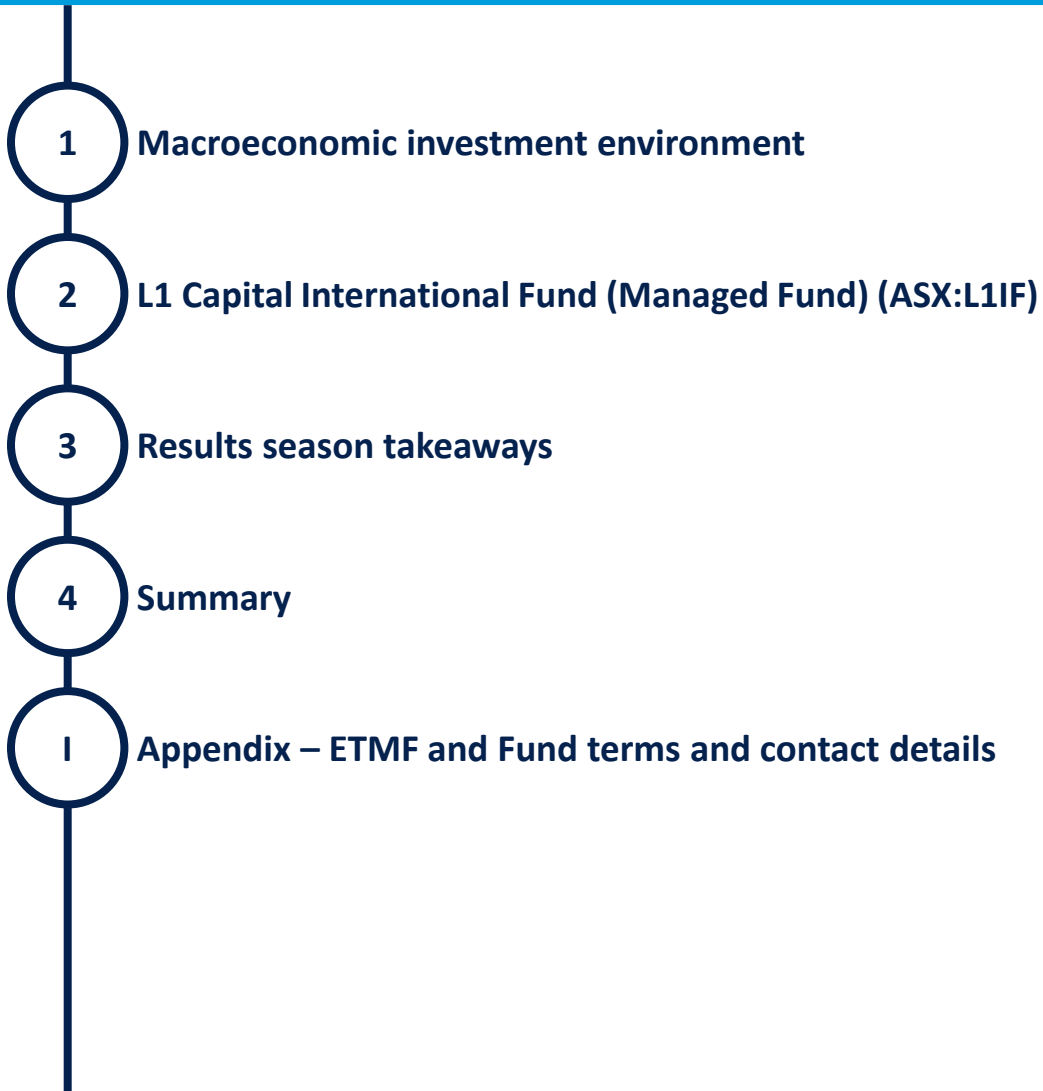 1 Macroeconomic investment environment
2 L1 Capital International Fund (Managed Fund) (ASX:L1IF)
3 Results season takeaways
4 Summary
I Appendix – ETMF and Fund terms and contact details